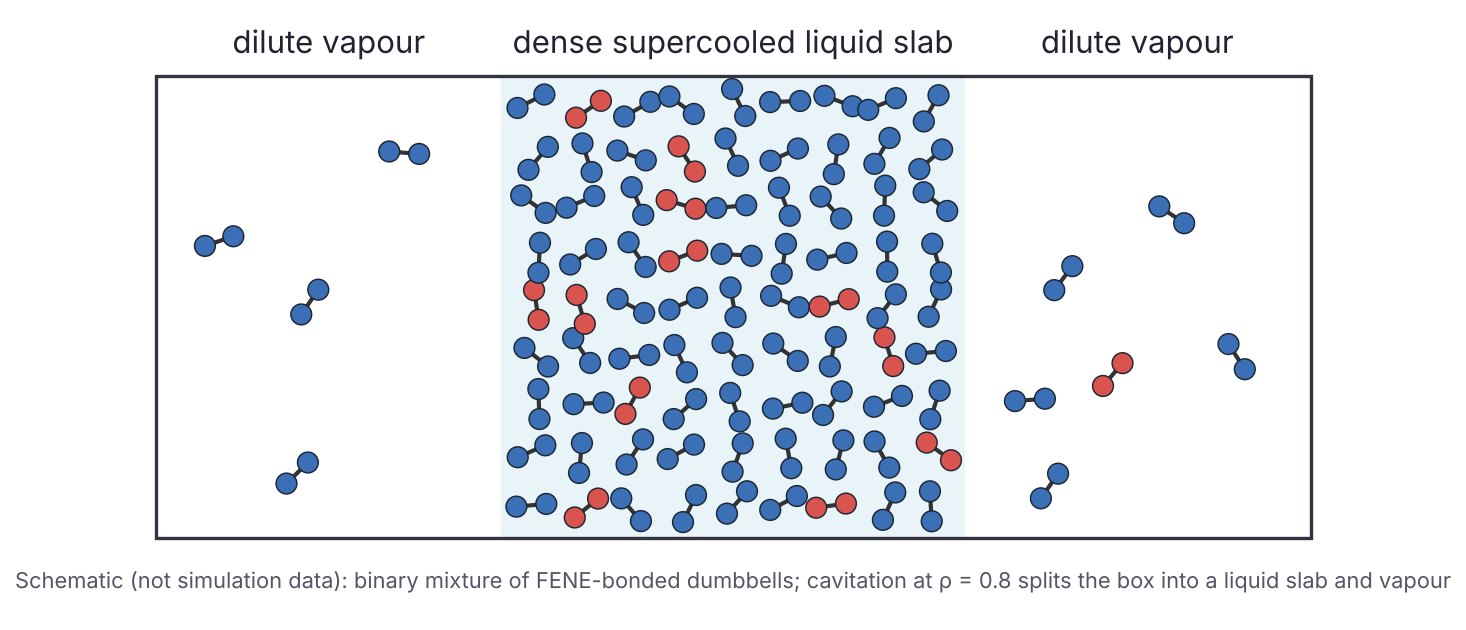 dilute vapour dense supercooled liquid slab dilute vapour
Schematic (not simulation data): binary mixture of FENE-bonded dumbbells; cavitation at ρ = 0.8 splits the box into a liquid slab and vapour